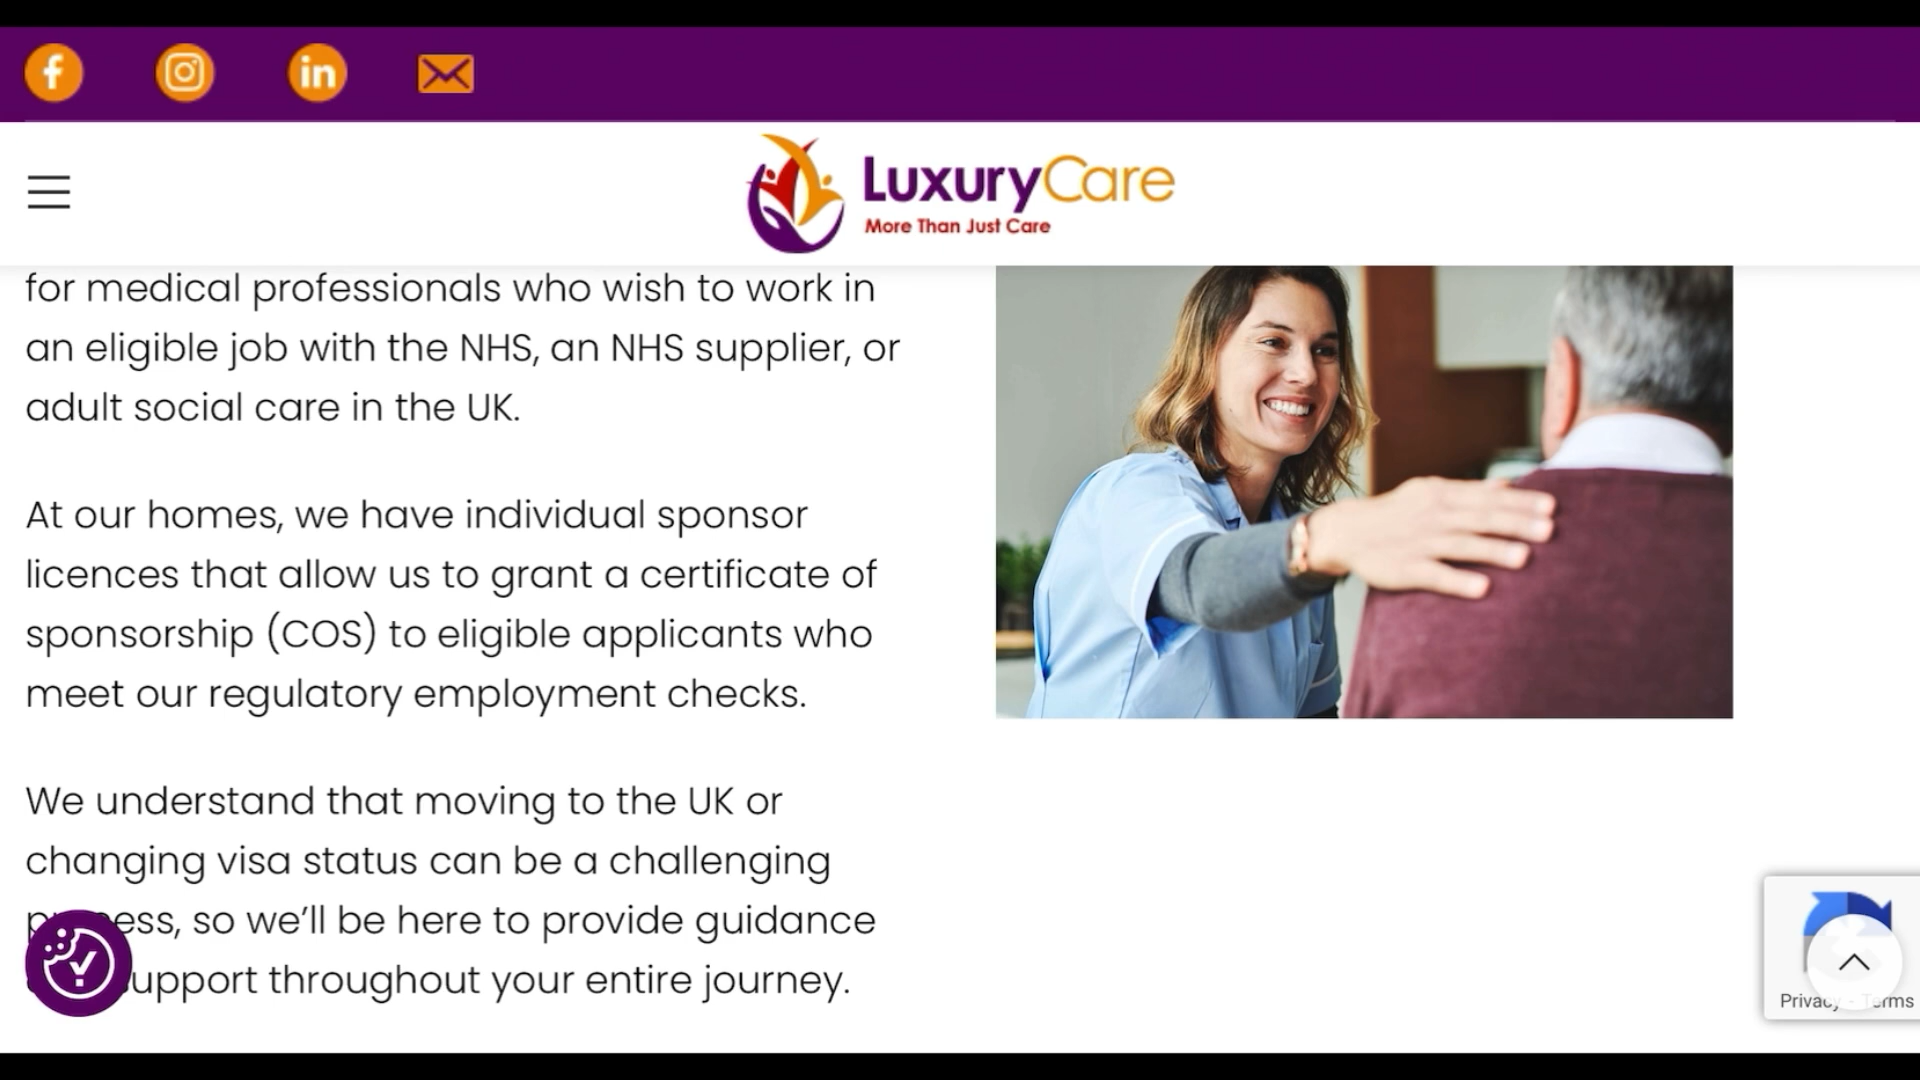 LuxuryCare
More Than Just Care
for medical professionals who wish to work in
an eligible job with the NHS, an NHS supplier, or
adult social care in the UK.
At our homes, we have individual sponsor
licences that allow us to grant a certificate of
sponsorship (COS) to eligible applicants who
meet our regulatory employment checks.
We understand that moving to the UK or
changing visa status can be a challenging
so we’ll be here to provide guidance
throughout your entire journey.
Privacy - Terms